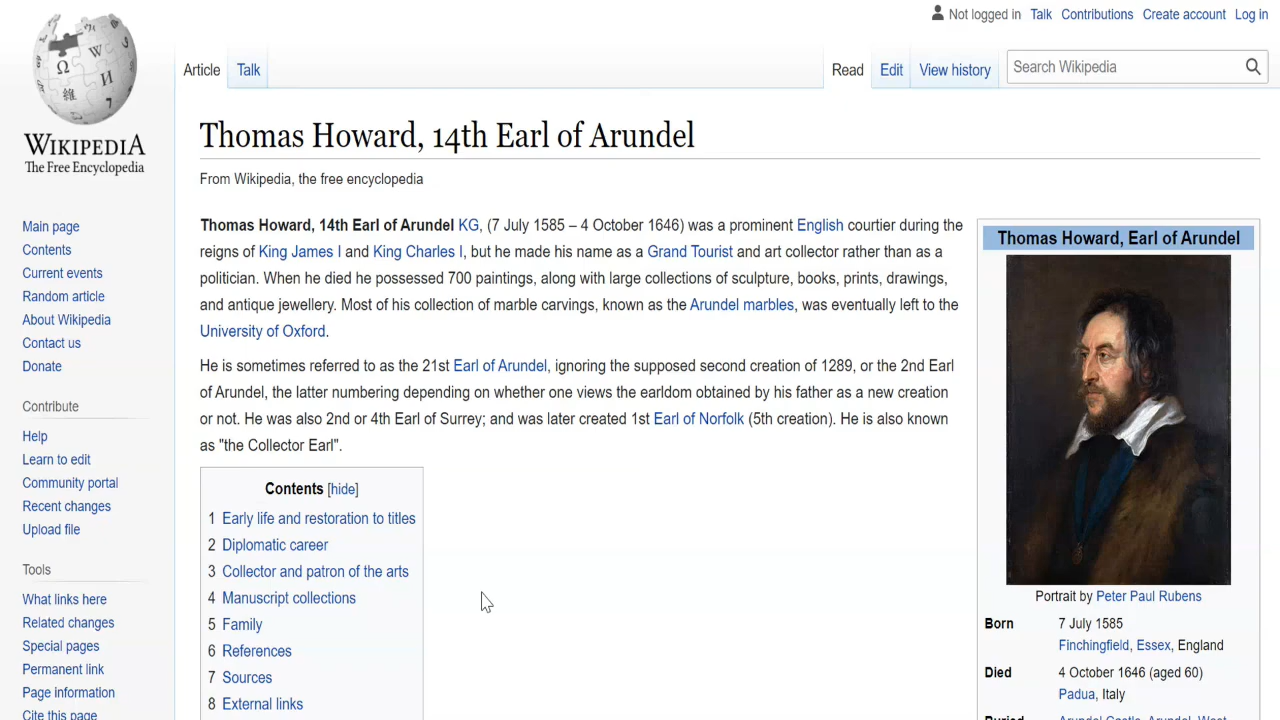 Not logged in Talk Contributions Create account Log in
Article Talk Read Edit View history Search Wikipedia
WIKIPEDIA
The Free Encyclopedia
Main page
Contents
Current events
Random article
About Wikipedia
Contact us
Donate
Contribute
Help
Learn to edit
Community portal
Recent changes
Upload file
Tools
What links here
Related changes
Special pages
Permanent link
Page information
Cite this page
Thomas Howard, 14th Earl of Arundel
From Wikipedia, the free encyclopedia
Thomas Howard, 14th Earl of Arundel KG, (7 July 1585 – 4 October 1646) was a prominent English courtier during the
reigns of King James I and King Charles I, but he made his name as a Grand Tourist and art collector rather than as a
politician. When he died he possessed 700 paintings, along with large collections of sculpture, books, prints, drawings,
and antique jewellery. Most of his collection of marble carvings, known as the Arundel marbles, was eventually left to the
University of Oxford.
He is sometimes referred to as the 21st Earl of Arundel, ignoring the supposed second creation of 1289, or the 2nd Earl
of Arundel, the latter numbering depending on whether one views the earldom obtained by his father as a new creation
or not. He was also 2nd or 4th Earl of Surrey; and was later created 1st Earl of Norfolk (5th creation). He is also known
as "the Collector Earl".
Contents [hide]
1 Early life and restoration to titles
2 Diplomatic career
3 Collector and patron of the arts
4 Manuscript collections
5 Family
6 References
7 Sources
8 External links
Thomas Howard, Earl of Arundel
Portrait by Peter Paul Rubens
Born 7 July 1585
Finchingfield, Essex, England
Died 4 October 1646 (aged 60)
Padua, Italy
Buried Arundel Castle, Arundel, West